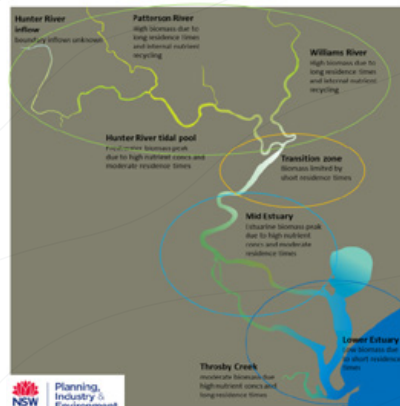 Hunter River
inflow
boundary inflows unknown
Patterson River
High biomass due to
long residence times
and internal nutrient
recycling
Williams River
High biomass due to
long residence times
and internal nutrient
recycling
Hunter River tidal pool
Freshwater biomass peak
due to high nutrient concs and
moderate residence times
Transition zone
Biomass limited by
short residence times
Mid Estuary
Estuarine biomass peak
due to high nutrient
concs and moderate
residence times
Lower Estuary
low biomass due
to short residence
times
Throsby Creek
moderate biomass due
high nutrient concs and
long residence times
NSW
Planning,
Industry &
Environment